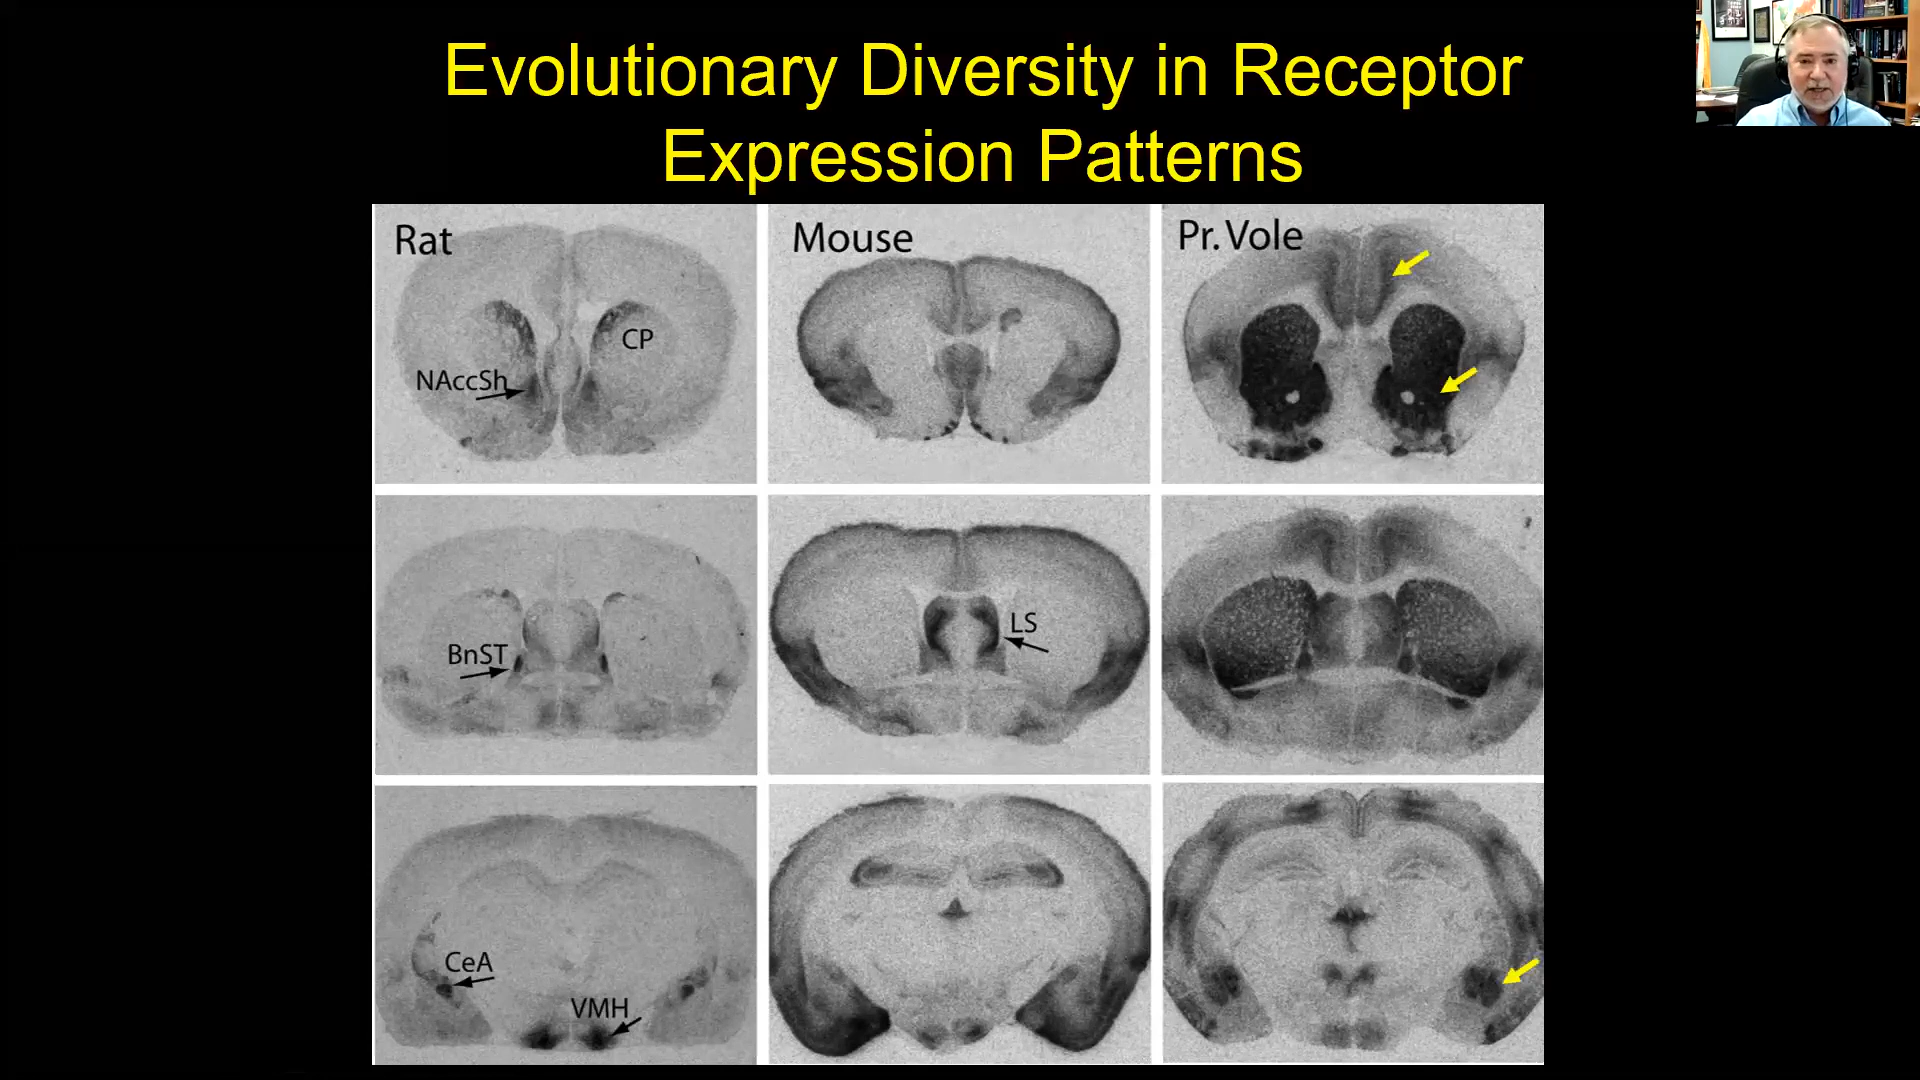 Evolutionary Diversity in Receptor
Expression Patterns
Rat
Mouse
Pr. Vole
CP
NAccSh
BnST
LS
CeA
VMH